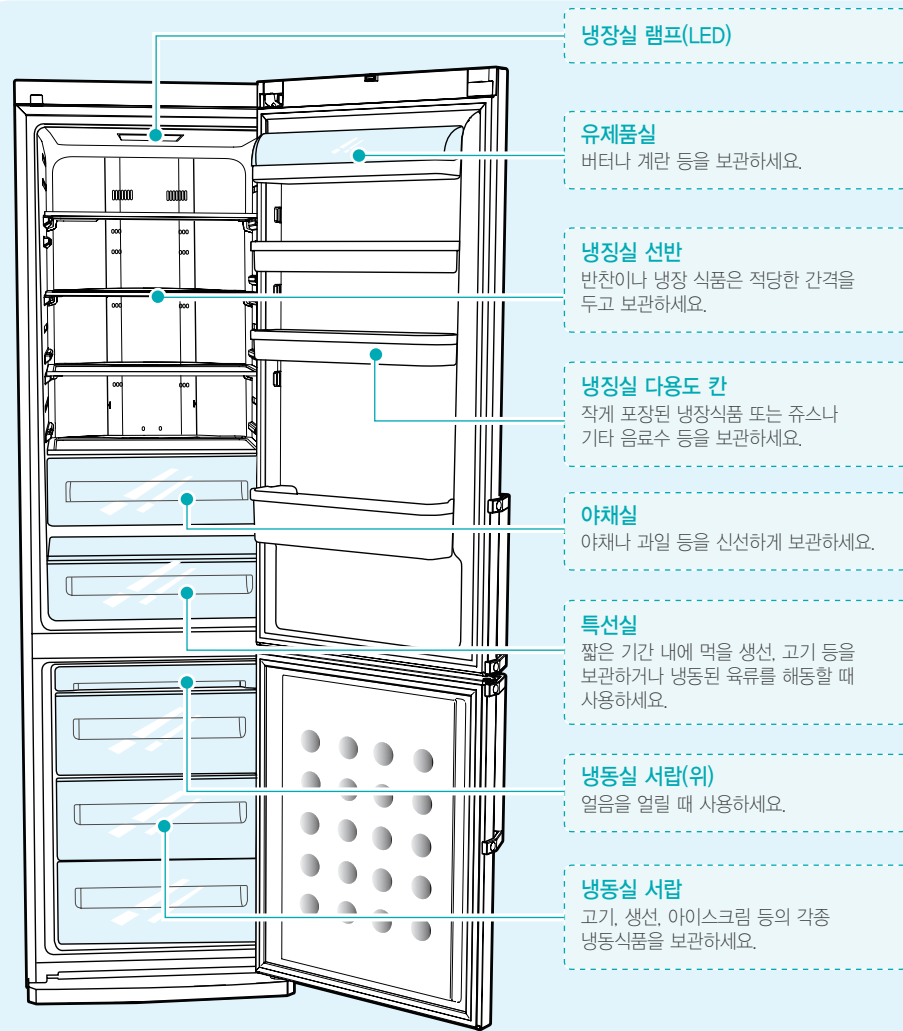 냉장실 램프(LED)
유제품실
버터나 계란 등을 보관하세요.
냉징실 선반
반찬이나 냉장 식품은 적당한 간격을
두고 보관하세요.
냉징실 다용도 칸
작게 포장된 냉장식품 또는 쥬스나
기타 음료수 등을 보관하세요.
야채실
야채나 과일 등을 신선하게 보관하세요.
특선실
짧은 기간 내에 먹을 생선, 고기 등을
보관하거나 냉동된 육류를 해동할 때
사용하세요.
냉동실 서랍(위)
얼음을 얼릴 때 사용하세요.
냉동실 서랍
고기, 생선, 아이스크림 등의 각종
냉동식품을 보관하세요.